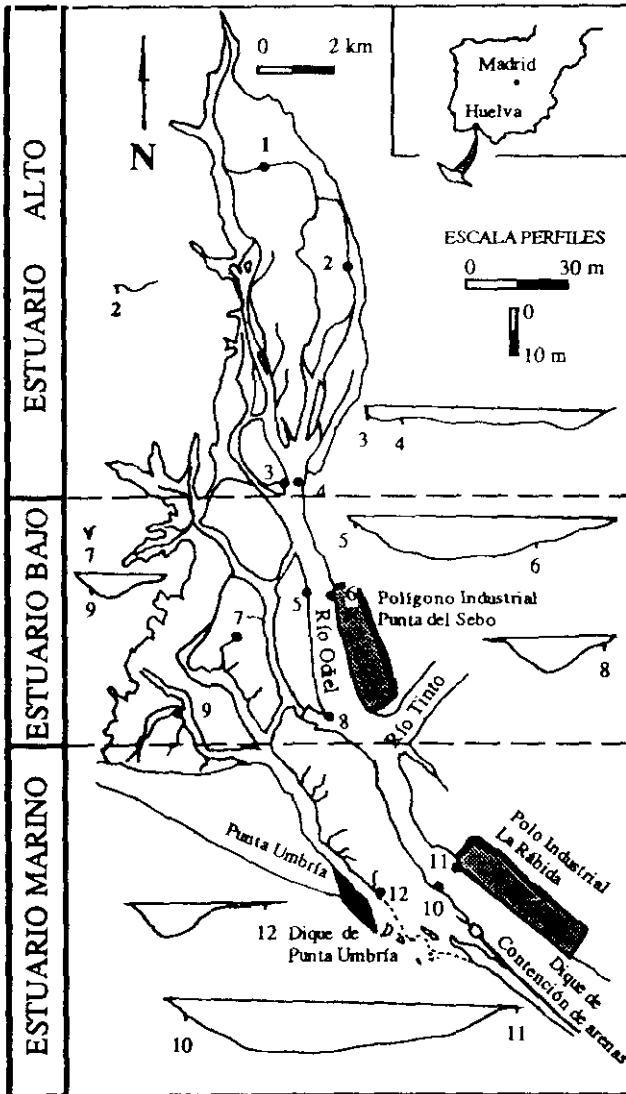 0 2 km
Madrid
Huelva
N
1
ESTUARIO ALTO
2
ESCALA PERFILES
0 30 m
0
10 m
2
3 4
3
4
ESTUARIO BAJO
7
9
5
6
5
6
Polígono Industrial
Punta del Sebo
Río Odiel
7
8
8
9
Río Tinto
ESTUARIO MARINO
Punta Umbría
Polo Industrial
La Rábida
11
12
10
12
Dique de
Punta Umbría
Dique de
Contención de arenas
10
11